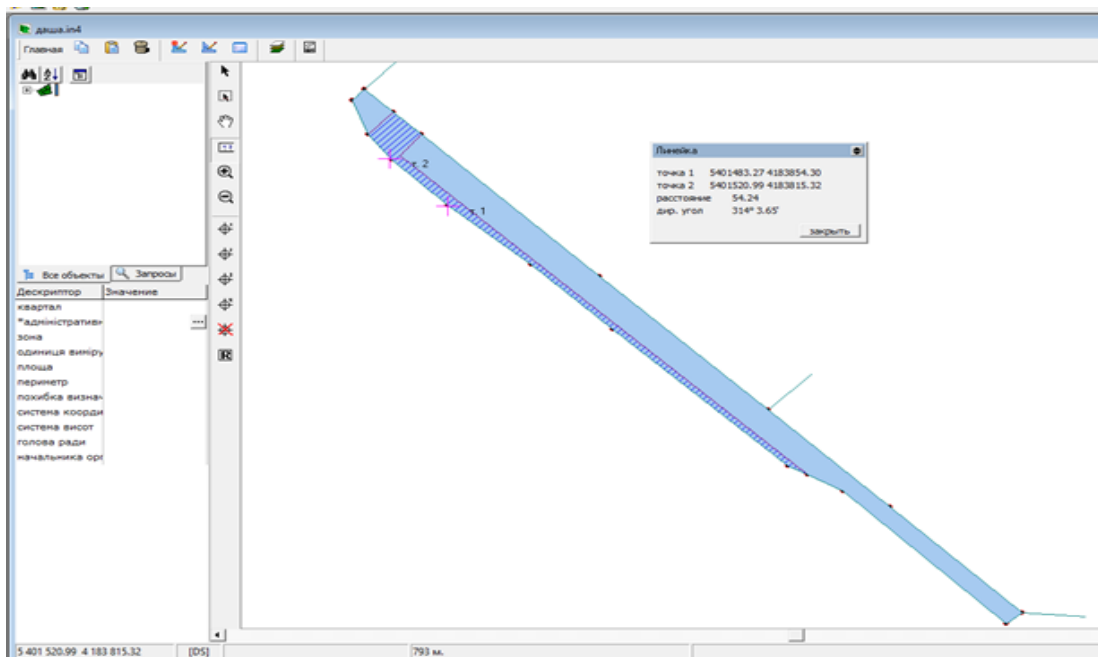 даша.in4
Главная
т. 2
т. 1
Линейка
точка 1 5401483.27 4183854.30
точка 2 5401520.99 4183815.32
расстояние 54.24
дир. угол 314° 3.65'
закрыть
Все объекты Запросы
Дескриптор Значение
квартал
*адміністративн
зона
одиниця виміру
площа
периметр
похибка визнач
система коорди
система висот
голова ради
начальника орг
5 401 520.99 4 183 815.32 [DS] 793 м.